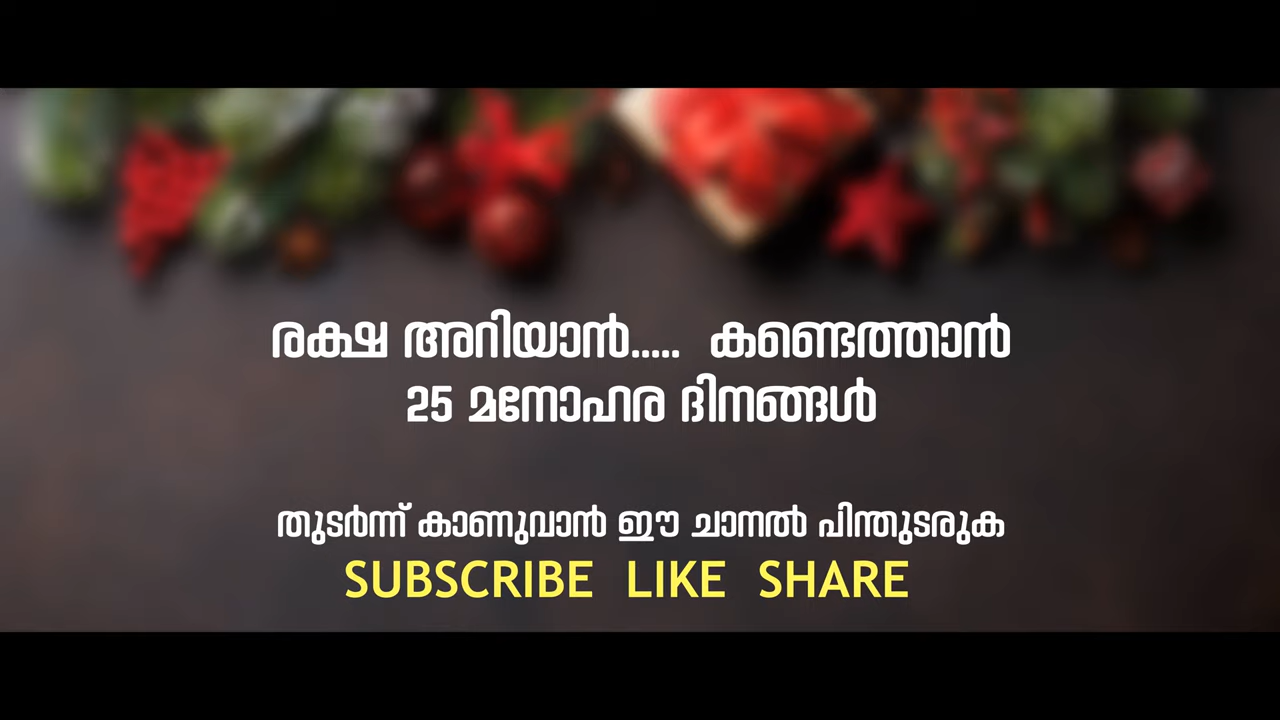 രക്ഷ അറിയാൻ..... കണ്ടെത്താൻ
25 മനോഹര ദിനങ്ങൾ
തുടർന്ന് കാണുവാൻ ഈ ചാനൽ പിന്തുടരുക
SUBSCRIBE LIKE SHARE